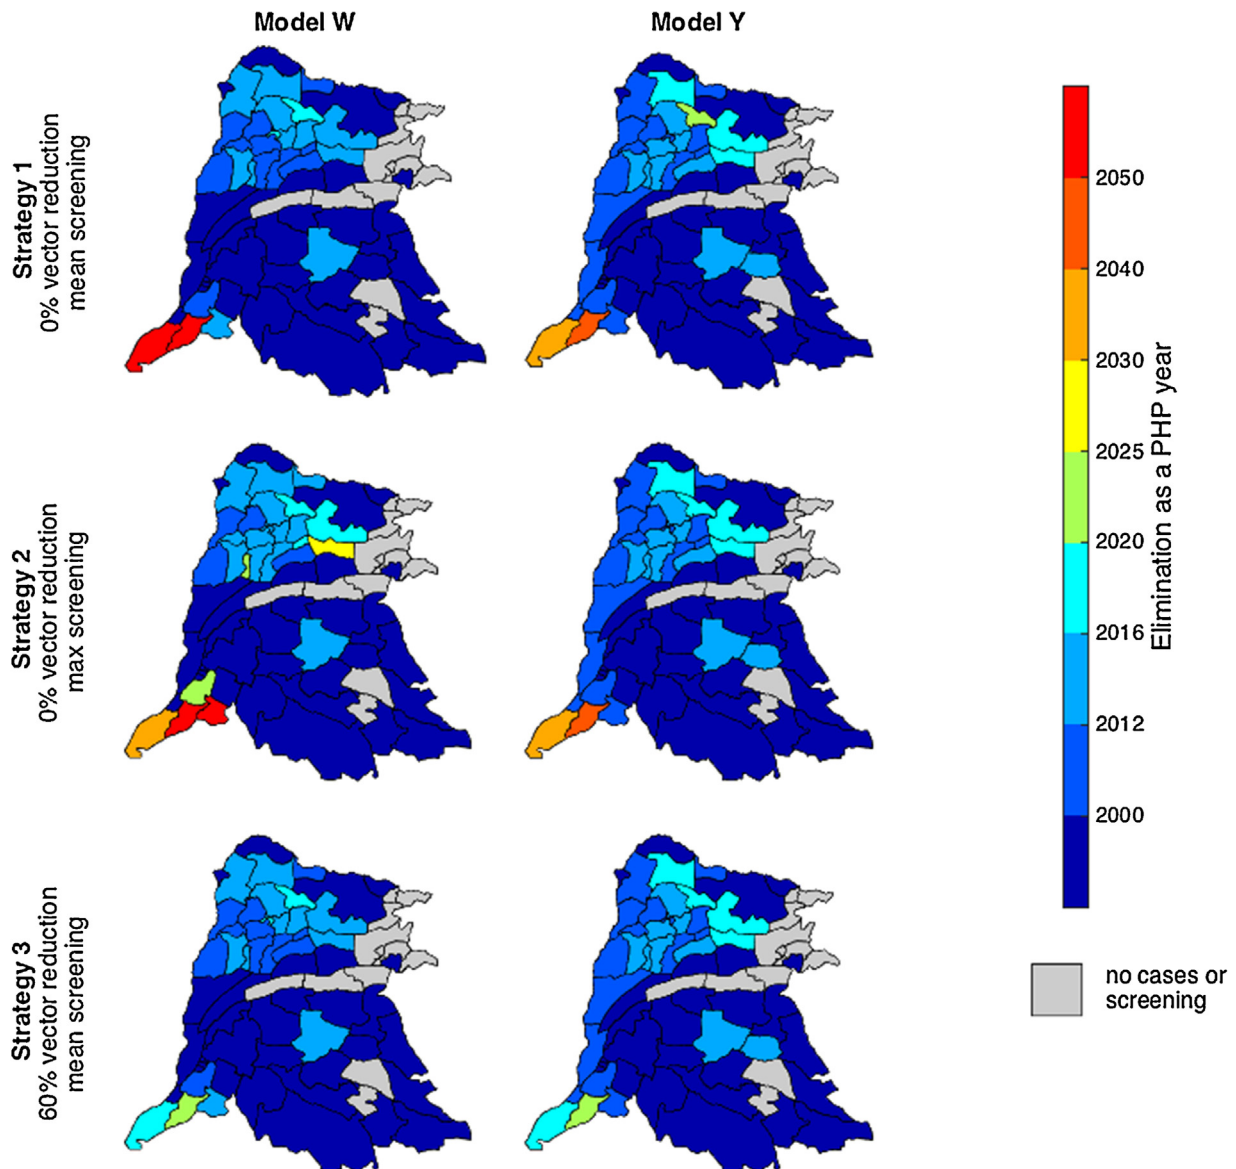 Model W
Model Y
Strategy 1
0% vector reduction
mean screening
Strategy 2
0% vector reduction
max screening
Strategy 3
60% vector reduction
mean screening
2050
2040
2030
2025
2020
2016
2012
2000
Elimination as a PHP year
no cases or
screening